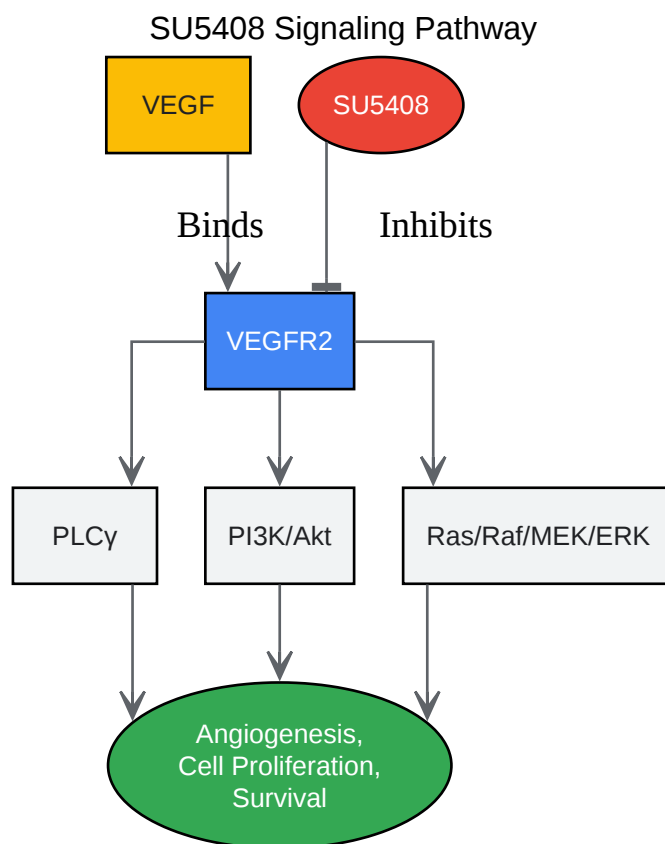 SU5408 Signaling Pathway
VEGF
SU5408
Binds
Inhibits
VEGFR2
PLCγ
PI3K/Akt
Ras/Raf/MEK/ERK
Angiogenesis,
Cell Proliferation,
Survival